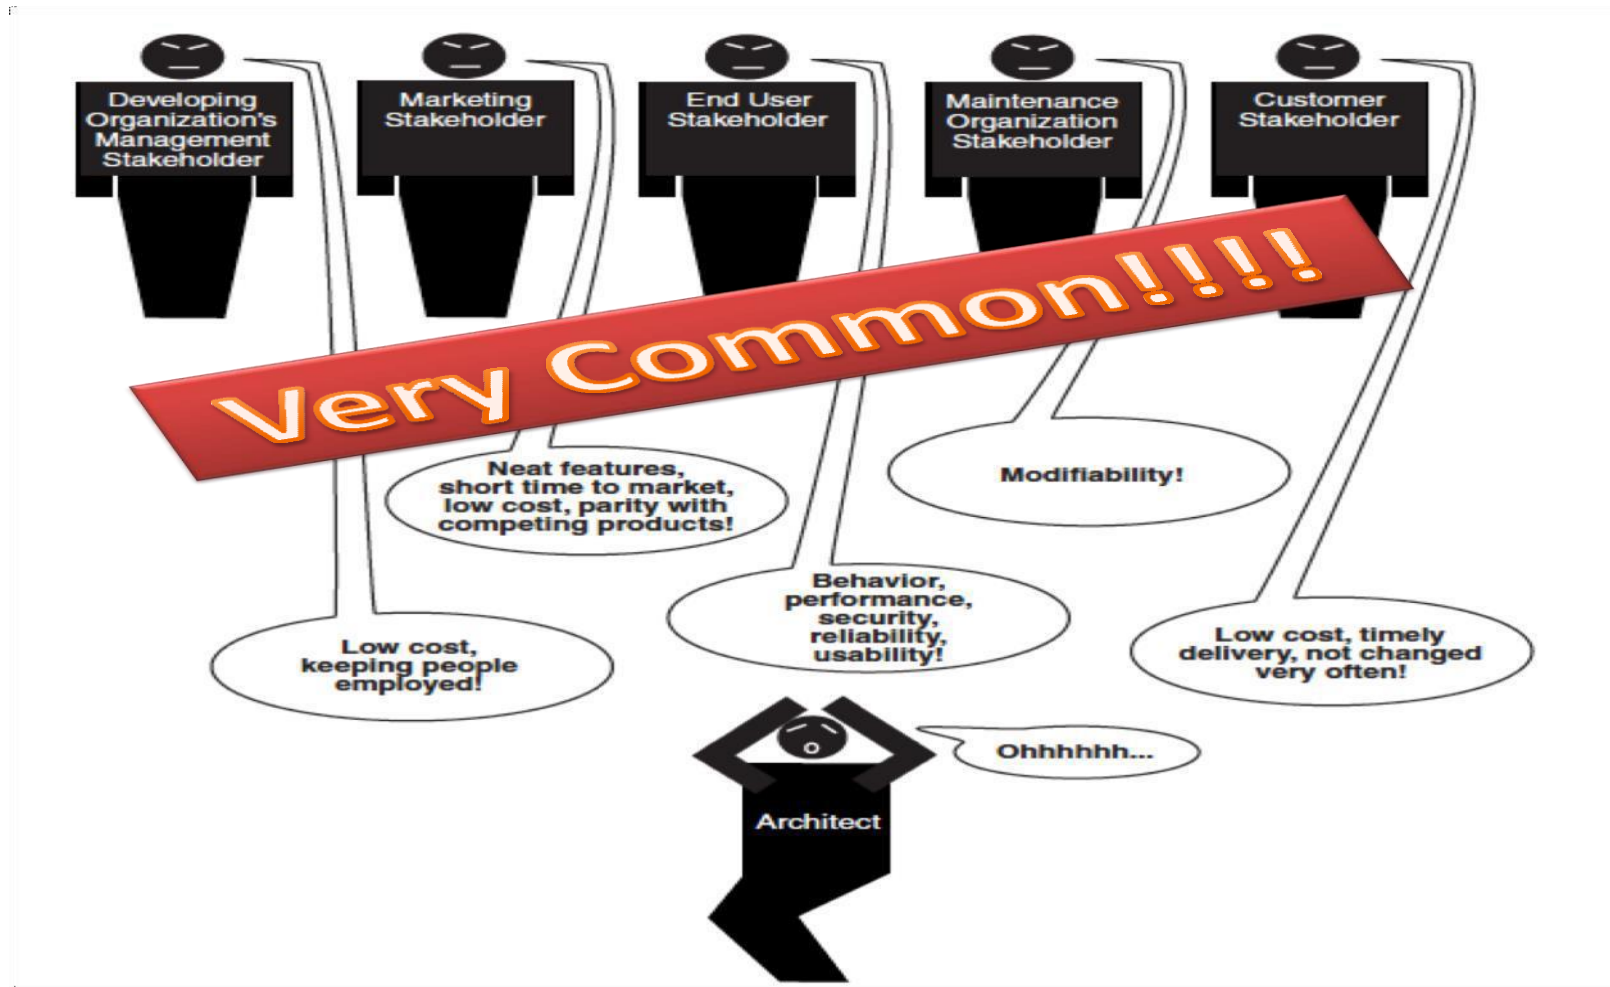 Developing
Organization's
Management
Stakeholder
Marketing
Stakeholder
End User
Stakeholder
Maintenance
Organization
Stakeholder
Customer
Stakeholder
Very Common!!!!
Neat features,
short time to market,
low cost, parity with
competing products!
Modifiability!
Behavior,
performance,
security,
reliability,
usability!
Low cost,
keeping people
employed!
Low cost, timely
delivery, not changed
very often!
Ohhhhhh...
Architect